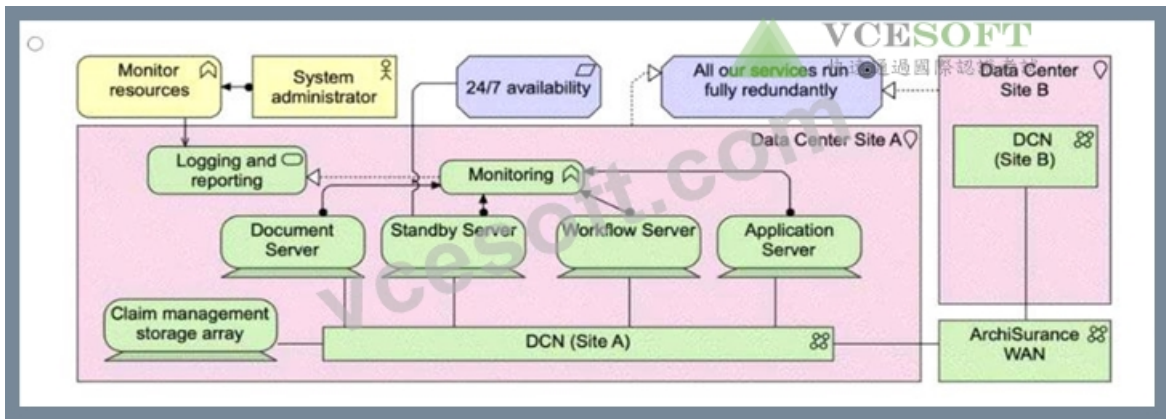 VCESOFT
Monitor
resources
System
administrator
24/7 availability
All our services run
fully redundantly
Data Center
Site B
Data Center Site A
DCN
(Site B)
Logging and
reporting
Monitoring
Document
Server
Standby Server
Workflow Server
Application
Server
Claim management
storage array
DCN (Site A)
ArchiSurance
WAN
vcesoft.com